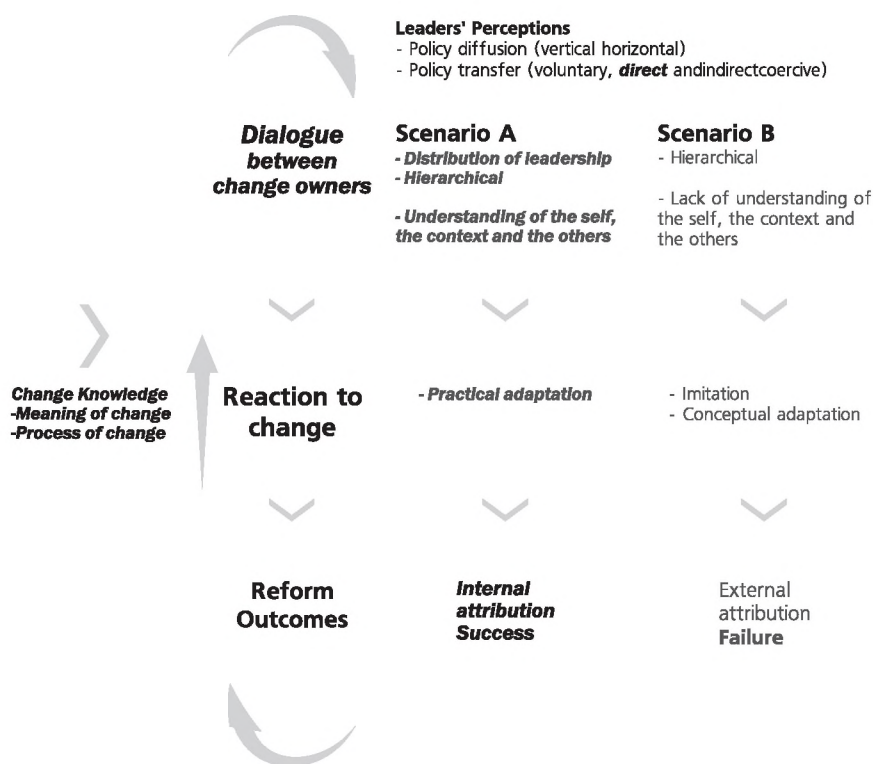 Leaders' Perceptions
- Policy diffusion (vertical horizontal)
- Policy transfer (voluntary, direct andindirectcoercive)
Dialogue
between
change owners
Scenario A
- Distribution of leadership
- Hierarchical
- Understanding of the self,
the context and the others
Scenario B
- Hierarchical
- Lack of understanding of
the self, the context and
the others
Change Knowledge
-Meaning of change
-Process of change
Reaction to
change
- Practical adaptation
- Imitation
- Conceptual adaptation
Reform
Outcomes
Internal
attribution
Success
External
attribution
Failure